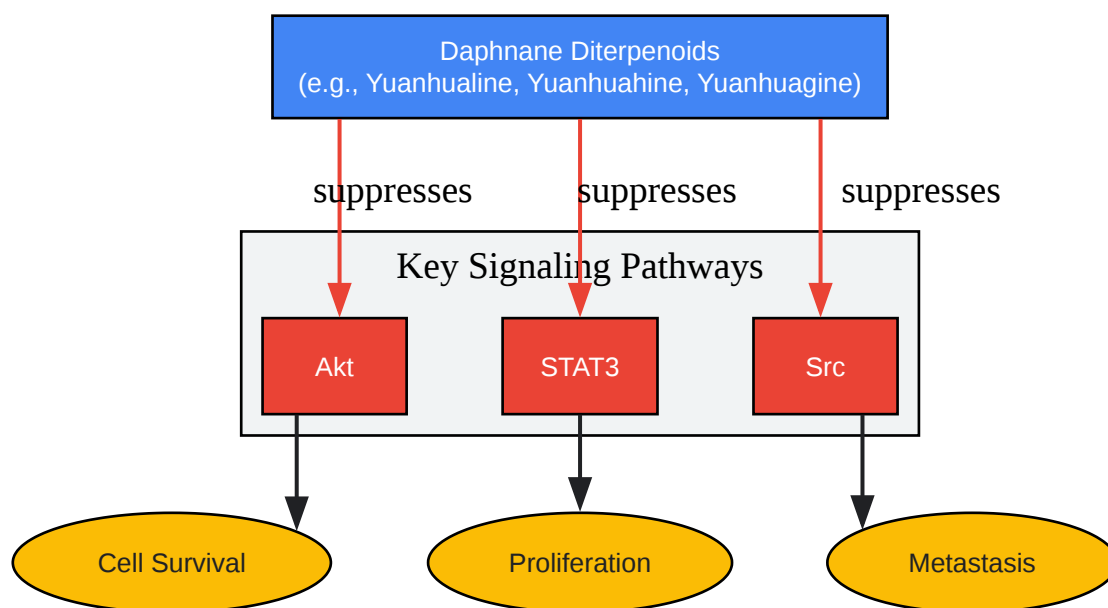 Daphnane Diterpenoids
(e.g., Yuanhualine, Yuanhuahine, Yuanhuagine)
suppresses
suppresses
suppresses
Key Signaling Pathways
Akt
STAT3
Src
Cell Survival
Proliferation
Metastasis